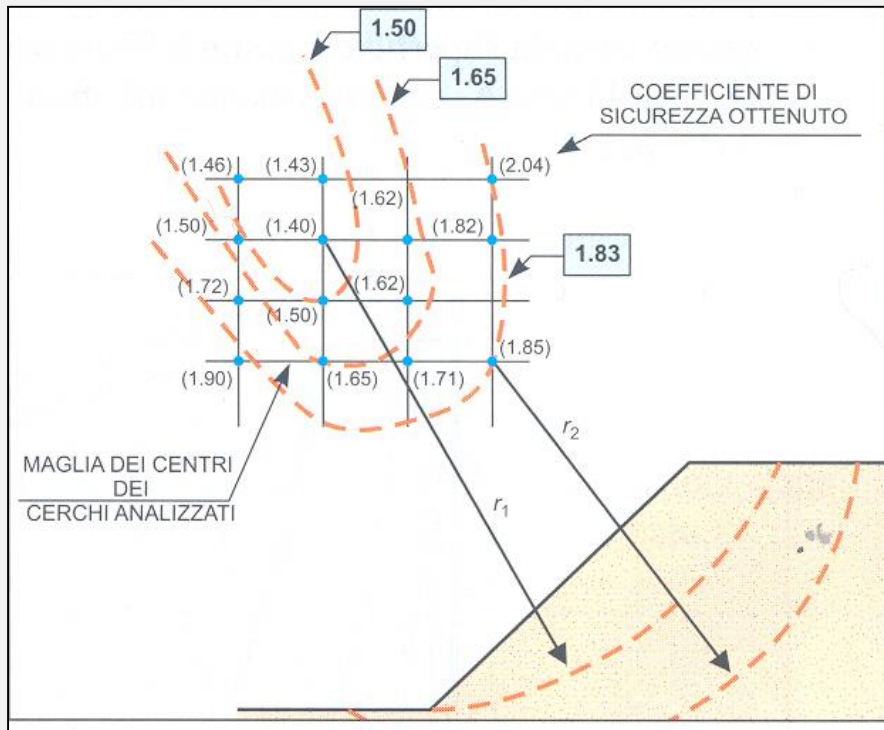 1.50
1.65
COEFFICIENTE DI
SICUREZZA OTTENUTO
(1.46) (1.43) (2.04)
(1.62)
(1.50) (1.40) (1.82)
1.83
(1.72) (1.62)
(1.50)
(1.85)
(1.90) (1.65) (1.71)
r2
MAGLIA DEI CENTRI
DEI
CERCHI ANALIZZATI
r1